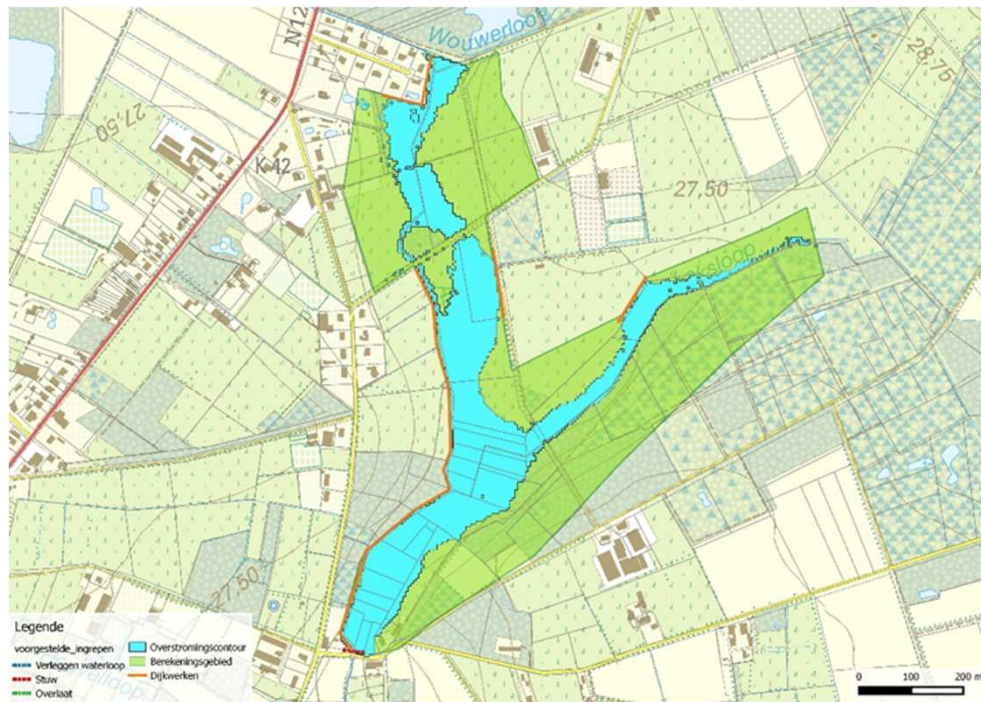 Wouwerloop
N12
28,75
27,50
K 42
27,50
27,50
Legende
voorgestelde_ingrepen
Verleggen waterloop
Stuw
Overlaat
Overstromingscontour
Berekeningsgebied
Dijkwerken
0 100 200 m